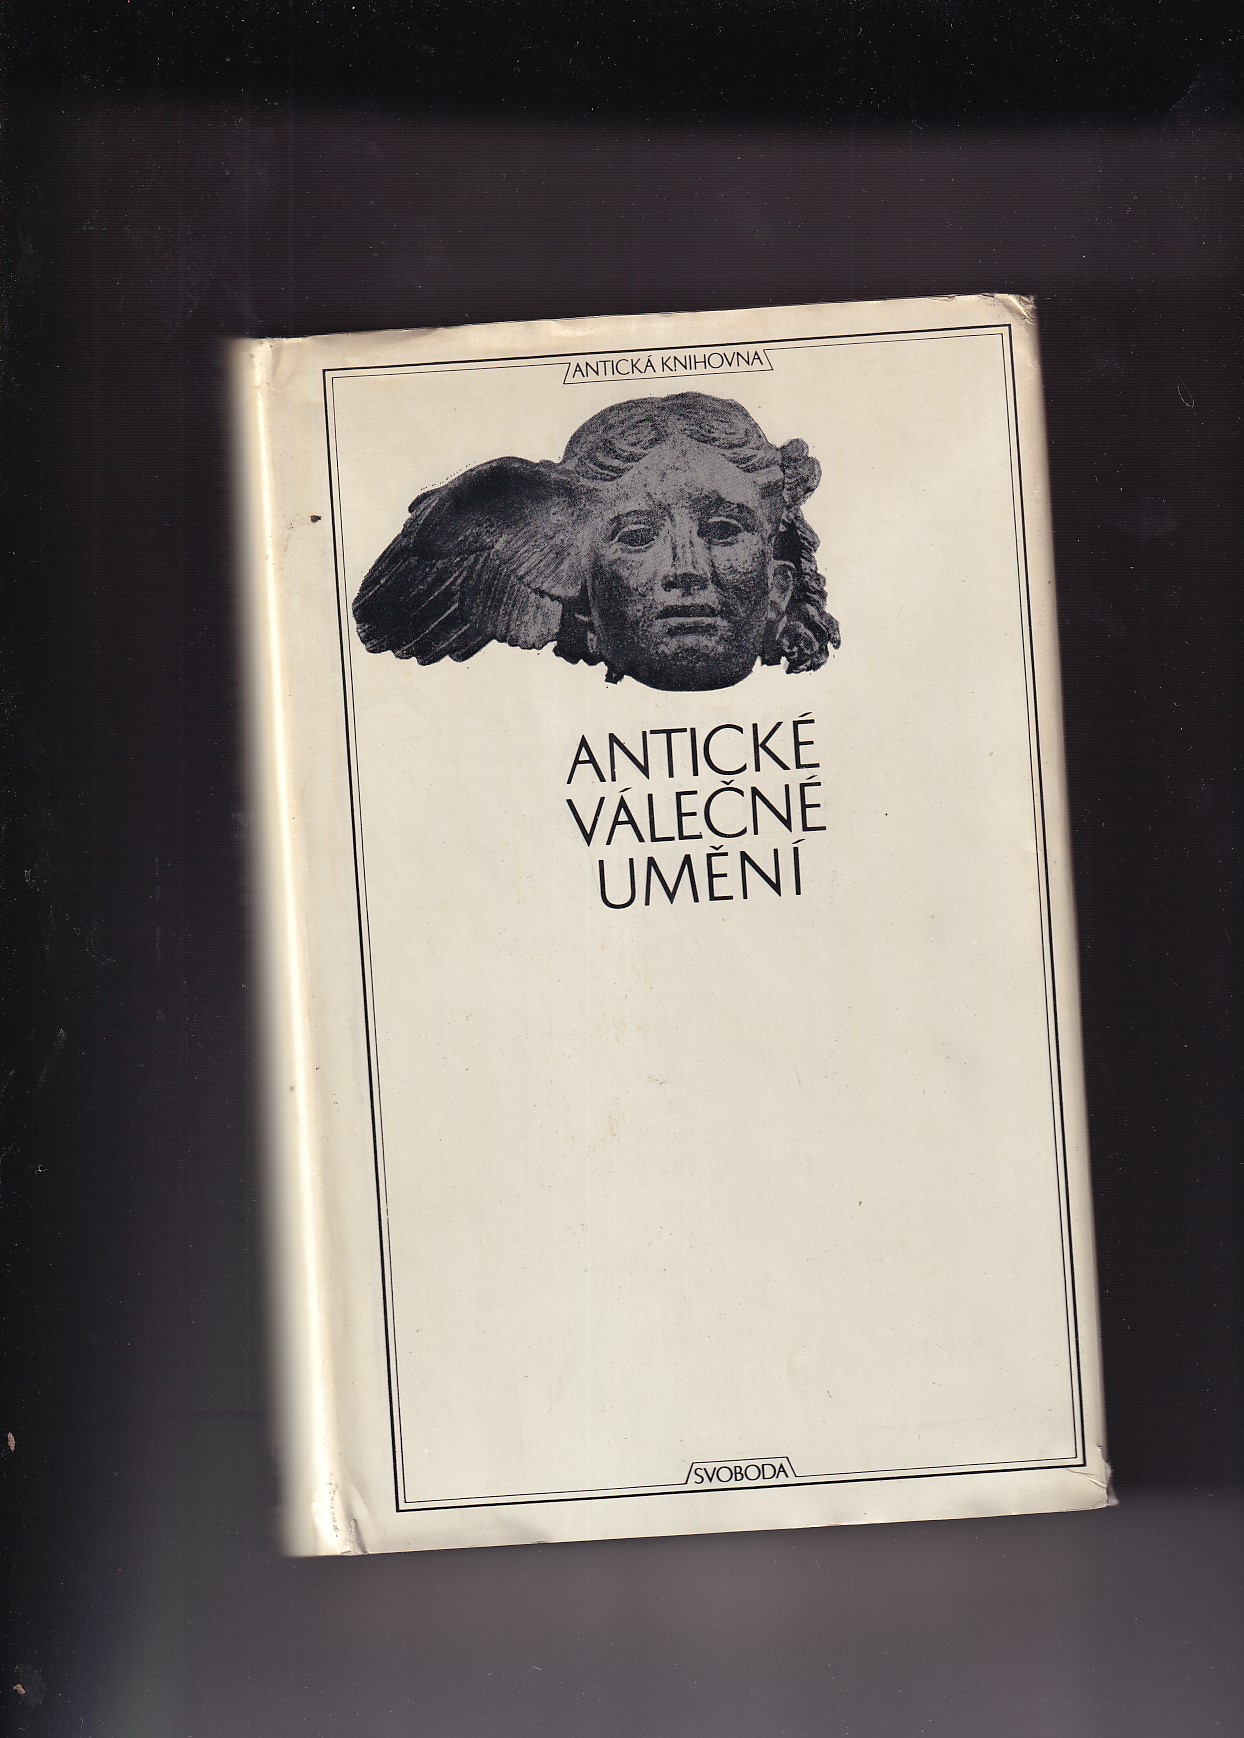 ANTICKÁ KNIHOVNA
ANTICKÉ
VÁLEČNÉ
UMĚNÍ
SVOBODA